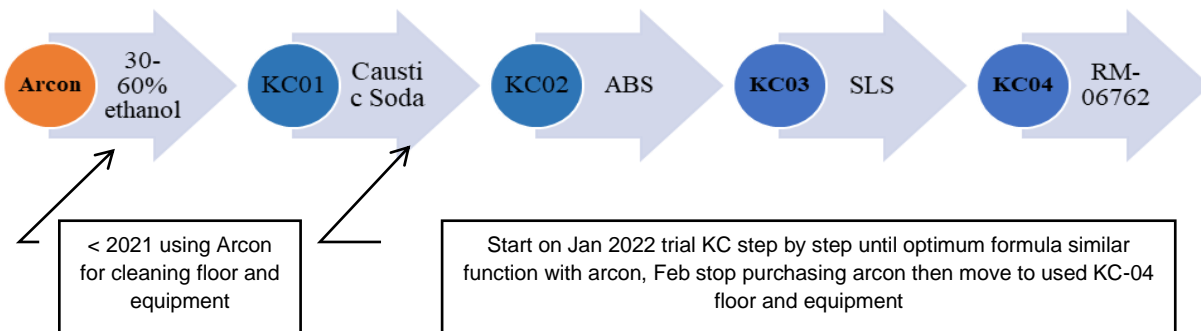 Arcon
30-
60%
ethanol
KC01
Causti
c Soda
KC02
ABS
KC03
SLS
KC04
RM-
06762
< 2021 using Arcon
for cleaning floor and
equipment
Start on Jan 2022 trial KC step by step until optimum formula similar
function with arcon, Feb stop purchasing arcon then move to used KC-04
floor and equipment